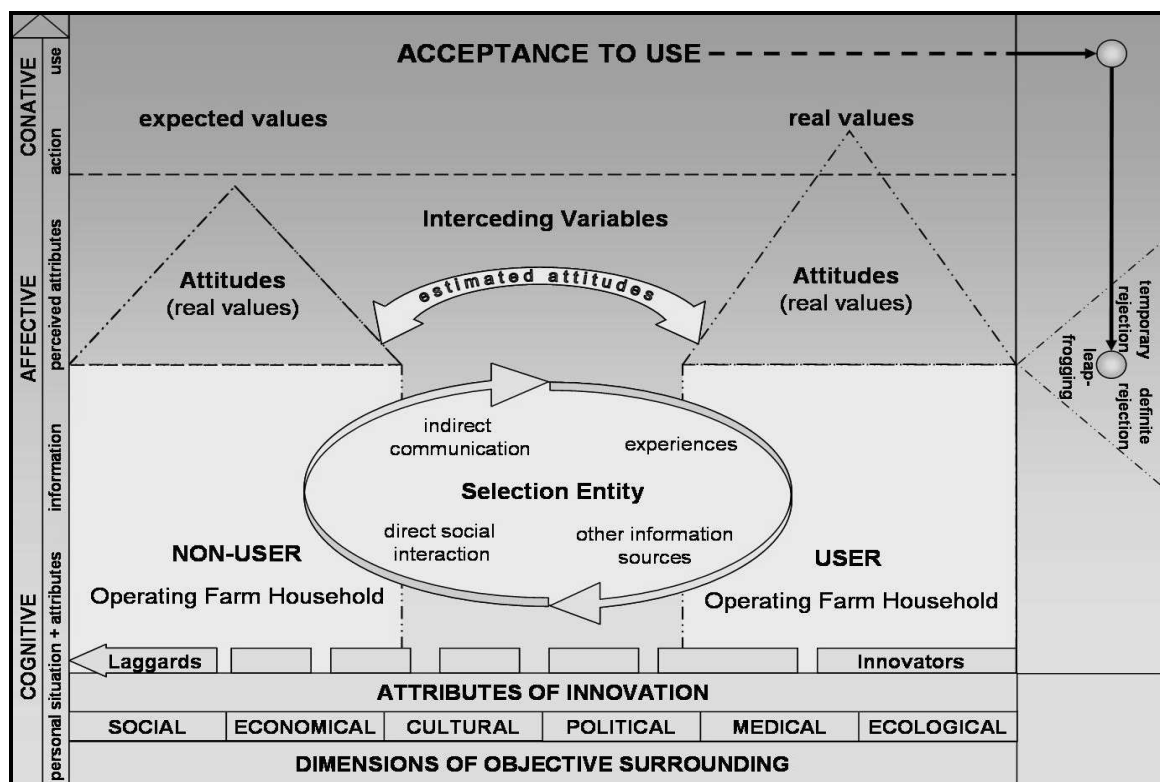 ACCEPTANCE TO USE
expected values
real values
Interceding Variables
estimated attitudes
Attitudes
(real values)
Attitudes
(real values)
indirect
communication
experiences
Selection Entity
direct social
interaction
other information
sources
NON-USER
Operating Farm Household
USER
Operating Farm Household
Laggards
Innovators
ATTRIBUTES OF INNOVATION
SOCIAL
ECONOMICAL
CULTURAL
POLITICAL
MEDICAL
ECOLOGICAL
DIMENSIONS OF OBJECTIVE SURROUNDING
COGNITIVE
AFFECTIVE
CONATIVE
personal situation + attributes
information
perceived attributes
action
use
temporary
rejection
leap-
frogging
definite
rejection